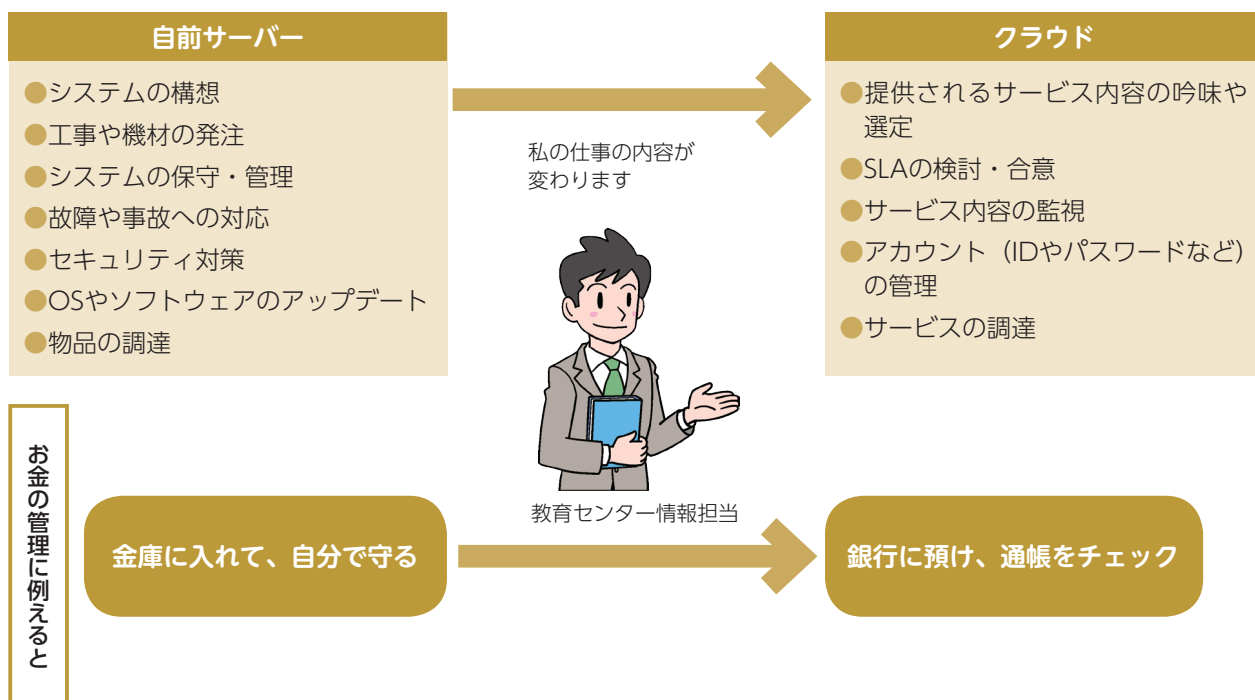 自前サーバー
●システムの構想
●工事や機材の発注
●システムの保守・管理
●故障や事故への対応
●セキュリティ対策
●OSやソフトウェアのアップデート
●物品の調達
私の仕事の内容が
変わります
教育センター情報担当
クラウド
●提供されるサービス内容の吟味や
選定
●SLAの検討・合意
●サービス内容の監視
●アカウント（IDやパスワードなど）
の管理
●サービスの調達
お金の管理に例えると
金庫に入れて、自分で守る
銀行に預け、通帳をチェック